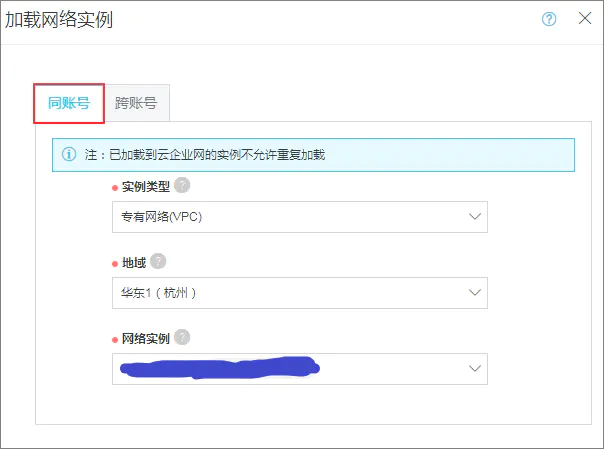 加载网络实例
同账号 跨账号
注：已加载到云企业网的实例不允许重复加载
实例类型 ?
专有网络(VPC)
地域 ?
华东1（杭州）
网络实例 ?